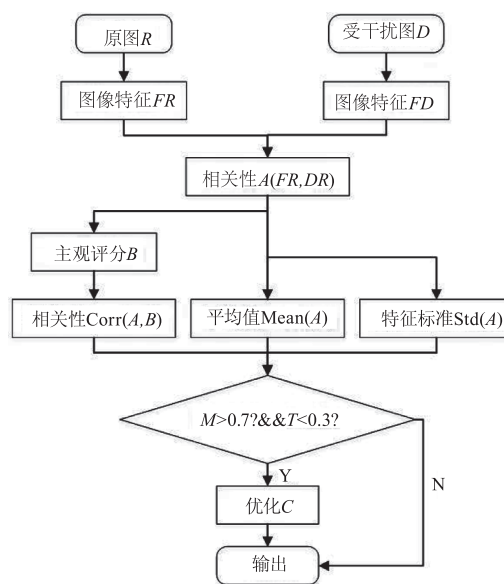 原图R
受干扰图D
图像特征FR
图像特征FD
相关性A(FR,DR)
主观评分B
相关性Corr(A,B)
平均值Mean(A)
特征标准Std(A)
M>0.7?&&T<0.3?
Y
N
优化C
输出